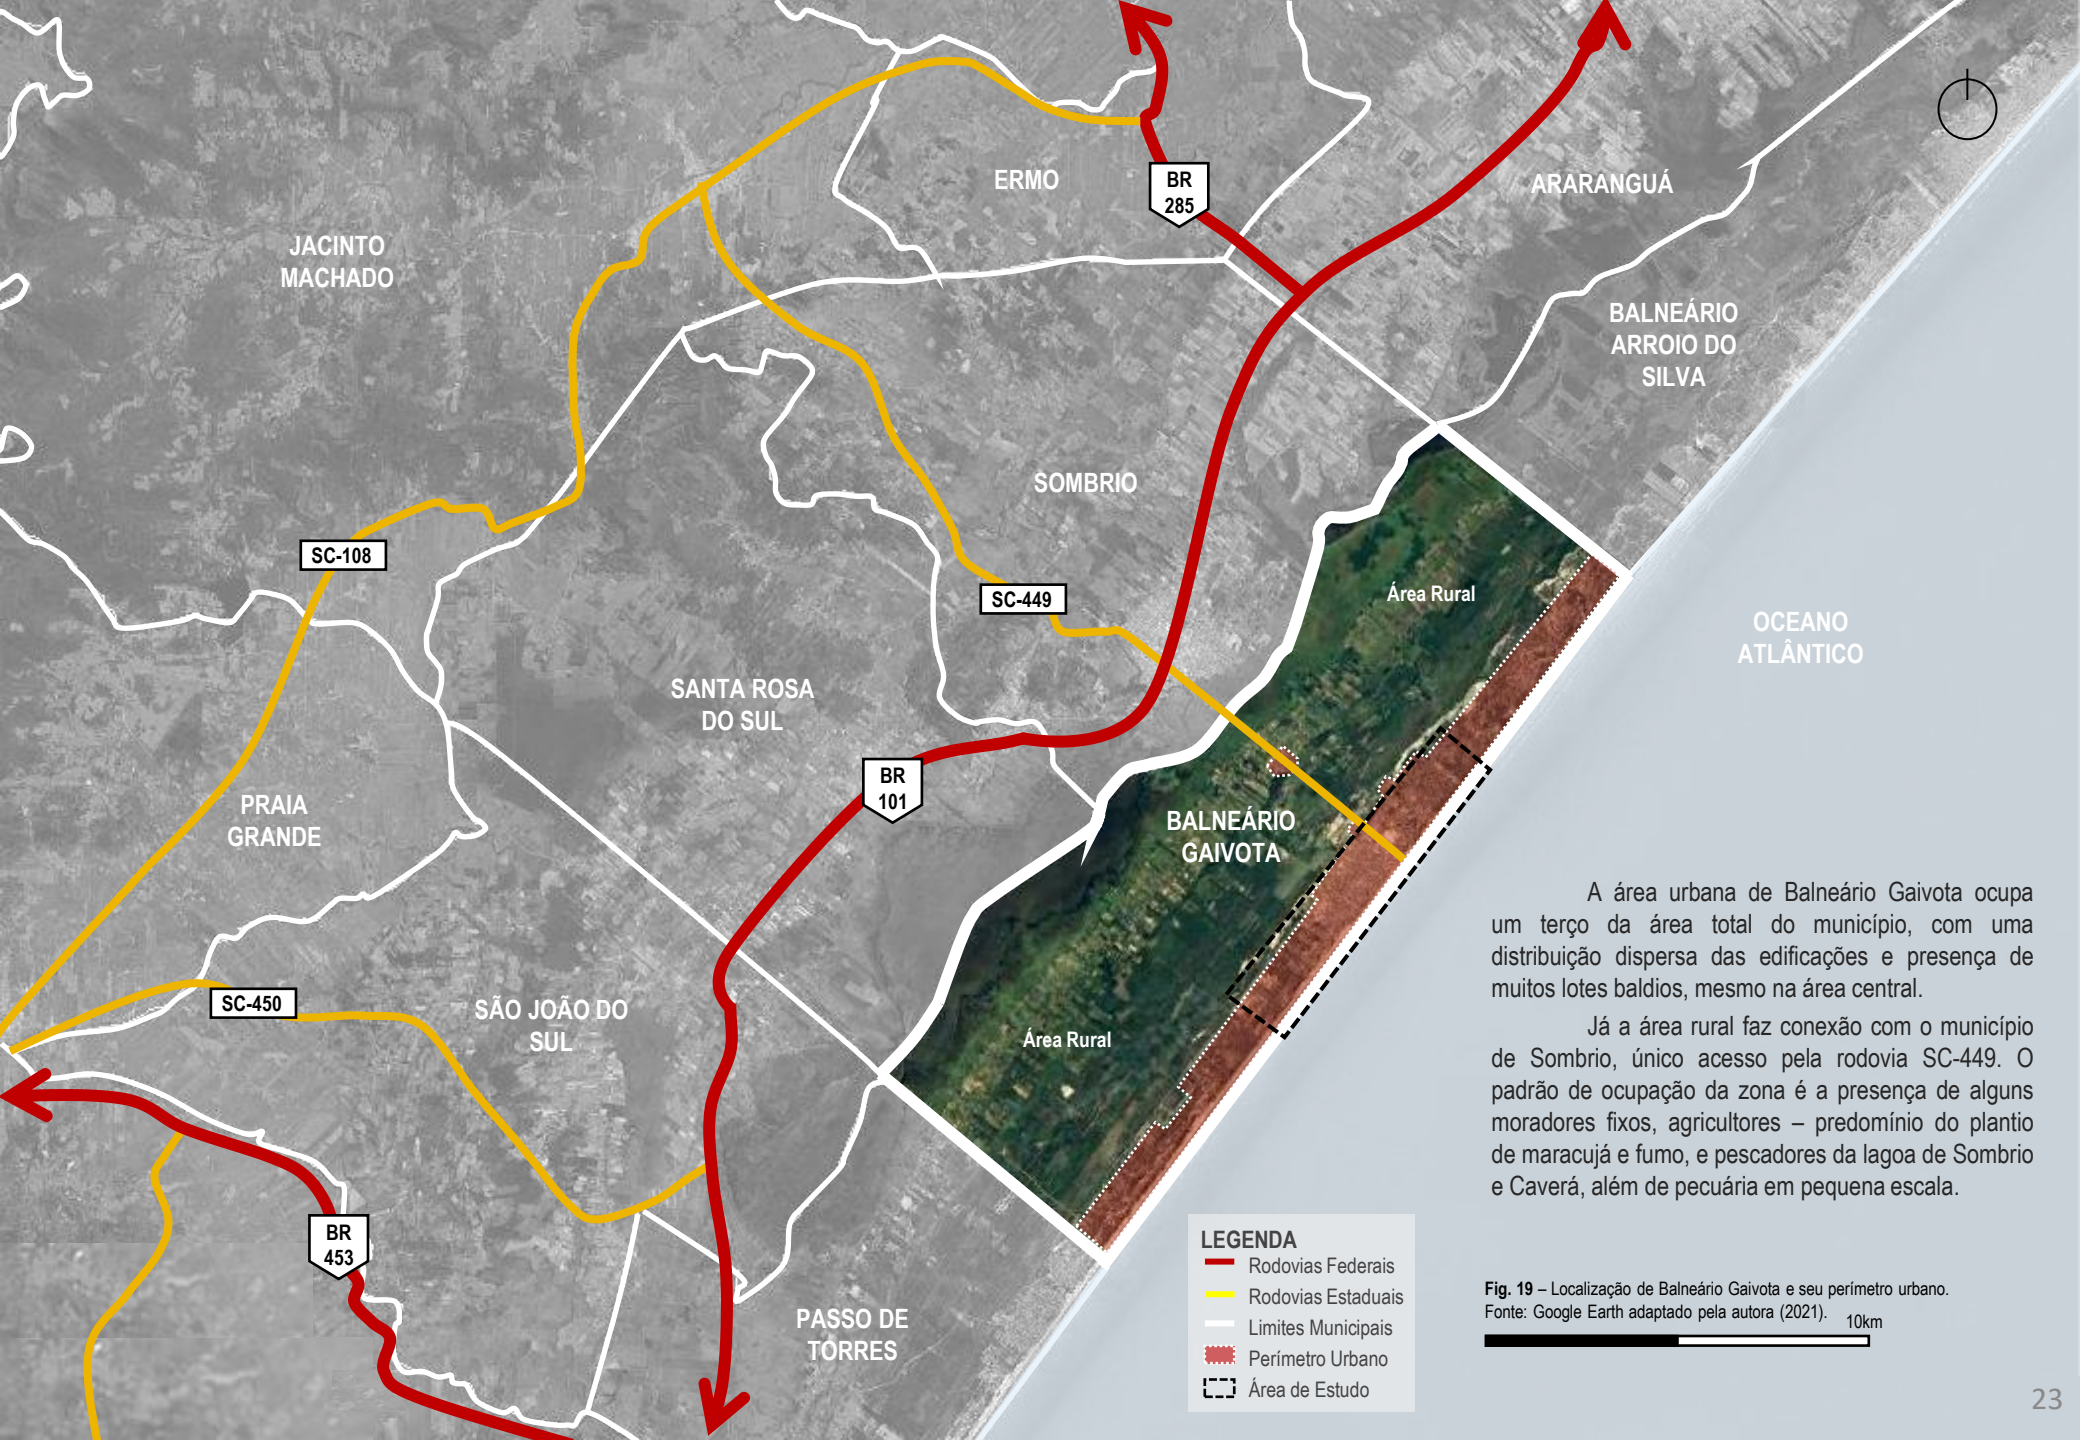 ERMO
BR
285
ARARANGUÁ
JACINTO
MACHADO
BALNEÁRIO
ARROIO DO
SILVA
SOMBRIO
SC-108
SC-449
Área Rural
OCEANO
ATLÂNTICO
SANTA ROSA
DO SUL
BR
101
PRAIA
GRANDE
BALNEÁRIO
GAIVOTA
SC-450
SÃO JOÃO DO
SUL
Área Rural
BR
453
PASSO DE
TORRES
A área urbana de Balneário Gaivota ocupa
um terço da área total do município, com uma
distribuição dispersa das edificações e presença de
muitos lotes baldios, mesmo na área central.
Já a área rural faz conexão com o município
de Sombrio, único acesso pela rodovia SC-449. O
padrão de ocupação da zona é a presença de alguns
moradores fixos, agricultores – predomínio do plantio
de maracujá e fumo, e pescadores da lagoa de Sombrio
e Caverá, além de pecuária em pequena escala.
LEGENDA
Rodovias Federais
Rodovias Estaduais
Limites Municipais
Perímetro Urbano
Área de Estudo
Fig. 19 – Localização de Balneário Gaivota e seu perímetro urbano.
Fonte: Google Earth adaptado pela autora (2021).
10km
23